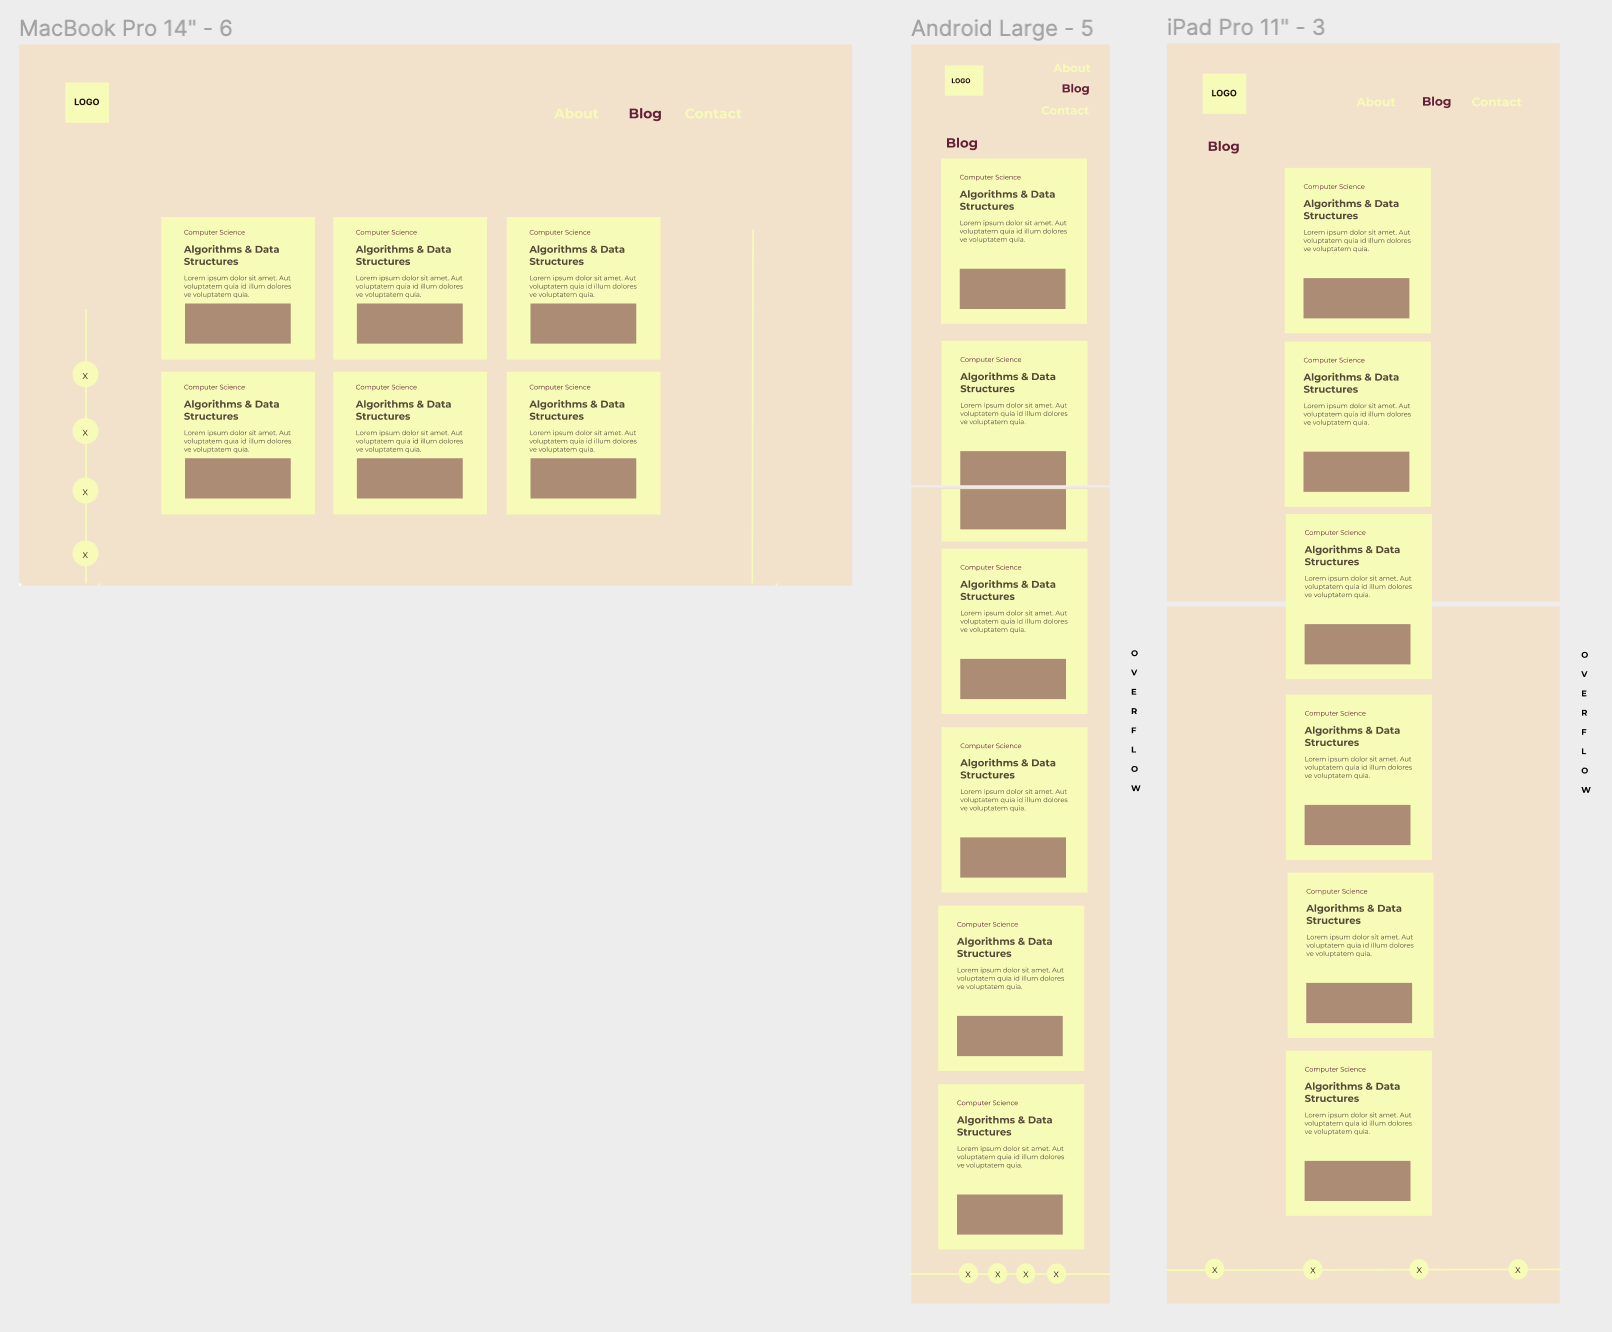 MacBook Pro 14" - 6
LOGO
About Blog Contact
Computer Science
Algorithms & Data
Structures
Lorem ipsum dolor sit amet. Aut
voluptatem quia id illum dolores
ve voluptatem quia.
Computer Science
Algorithms & Data
Structures
Lorem ipsum dolor sit amet. Aut
voluptatem quia id illum dolores
ve voluptatem quia.
Computer Science
Algorithms & Data
Structures
Lorem ipsum dolor sit amet. Aut
voluptatem quia id illum dolores
ve voluptatem quia.
Computer Science
Algorithms & Data
Structures
Lorem ipsum dolor sit amet. Aut
voluptatem quia id illum dolores
ve voluptatem quia.
Computer Science
Algorithms & Data
Structures
Lorem ipsum dolor sit amet. Aut
voluptatem quia id illum dolores
ve voluptatem quia.
Computer Science
Algorithms & Data
Structures
Lorem ipsum dolor sit amet. Aut
voluptatem quia id illum dolores
ve voluptatem quia.
X
X
X
X
Android Large - 5
LOGO
About
Blog
Contact
Blog
Computer Science
Algorithms & Data
Structures
Lorem ipsum dolor sit amet. Aut
voluptatem quia id illum dolores
ve voluptatem quia.
Computer Science
Algorithms & Data
Structures
Lorem ipsum dolor sit amet. Aut
voluptatem quia id illum dolores
ve voluptatem quia.
Computer Science
Algorithms & Data
Structures
Lorem ipsum dolor sit amet. Aut
voluptatem quia id illum dolores
ve voluptatem quia.
Computer Science
Algorithms & Data
Structures
Lorem ipsum dolor sit amet. Aut
voluptatem quia id illum dolores
ve voluptatem quia.
Computer Science
Algorithms & Data
Structures
Lorem ipsum dolor sit amet. Aut
voluptatem quia id illum dolores
ve voluptatem quia.
Computer Science
Algorithms & Data
Structures
Lorem ipsum dolor sit amet. Aut
voluptatem quia id illum dolores
ve voluptatem quia.
X X X X
O
V
E
R
F
L
O
W
iPad Pro 11" - 3
LOGO
About Blog Contact
Blog
Computer Science
Algorithms & Data
Structures
Lorem ipsum dolor sit amet. Aut
voluptatem quia id illum dolores
ve voluptatem quia.
Computer Science
Algorithms & Data
Structures
Lorem ipsum dolor sit amet. Aut
voluptatem quia id illum dolores
ve voluptatem quia.
Computer Science
Algorithms & Data
Structures
Lorem ipsum dolor sit amet. Aut
voluptatem quia id illum dolores
ve voluptatem quia.
Computer Science
Algorithms & Data
Structures
Lorem ipsum dolor sit amet. Aut
voluptatem quia id illum dolores
ve voluptatem quia.
Computer Science
Algorithms & Data
Structures
Lorem ipsum dolor sit amet. Aut
voluptatem quia id illum dolores
ve voluptatem quia.
Computer Science
Algorithms & Data
Structures
Lorem ipsum dolor sit amet. Aut
voluptatem quia id illum dolores
ve voluptatem quia.
X X X X
O
V
E
R
F
L
O
W